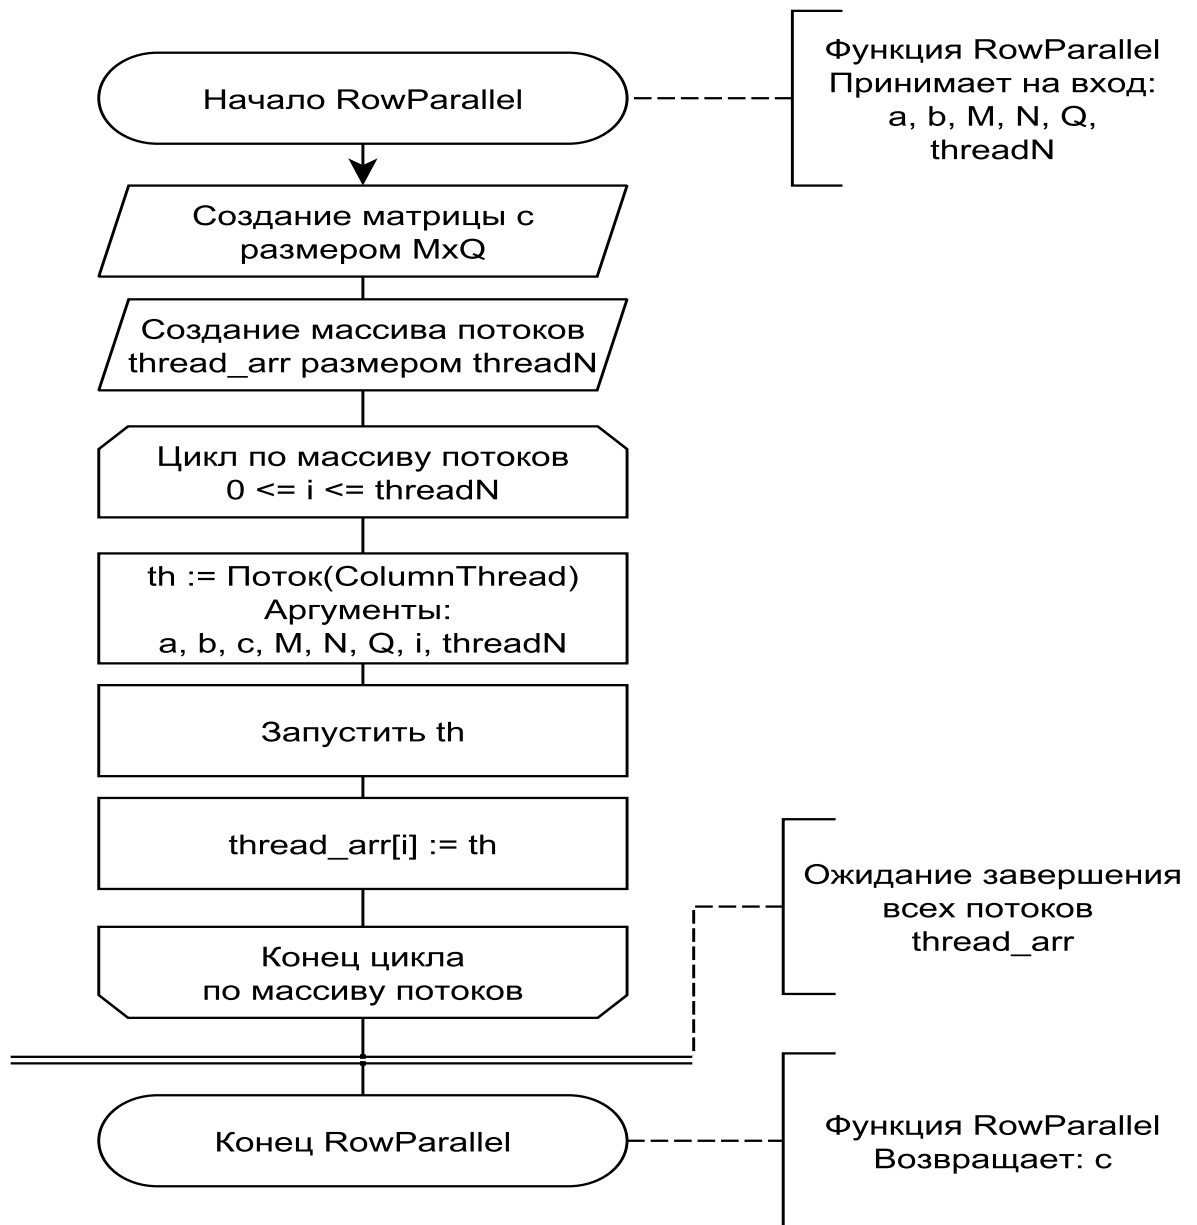 Начало RowParallel
Функция RowParallel
Принимает на вход:
a, b, M, N, Q,
threadN
Создание матрицы с
размером MxQ
Создание массива потоков
thread_arr размером threadN
Цикл по массиву потоков
0 <= i <= threadN
th := Поток(ColumnThread)
Аргументы:
a, b, c, M, N, Q, i, threadN
Запустить th
thread_arr[i] := th
Ожидание завершения
всех потоков
thread_arr
Конец цикла
по массиву потоков
Конец RowParallel
Функция RowParallel
Возвращает: c